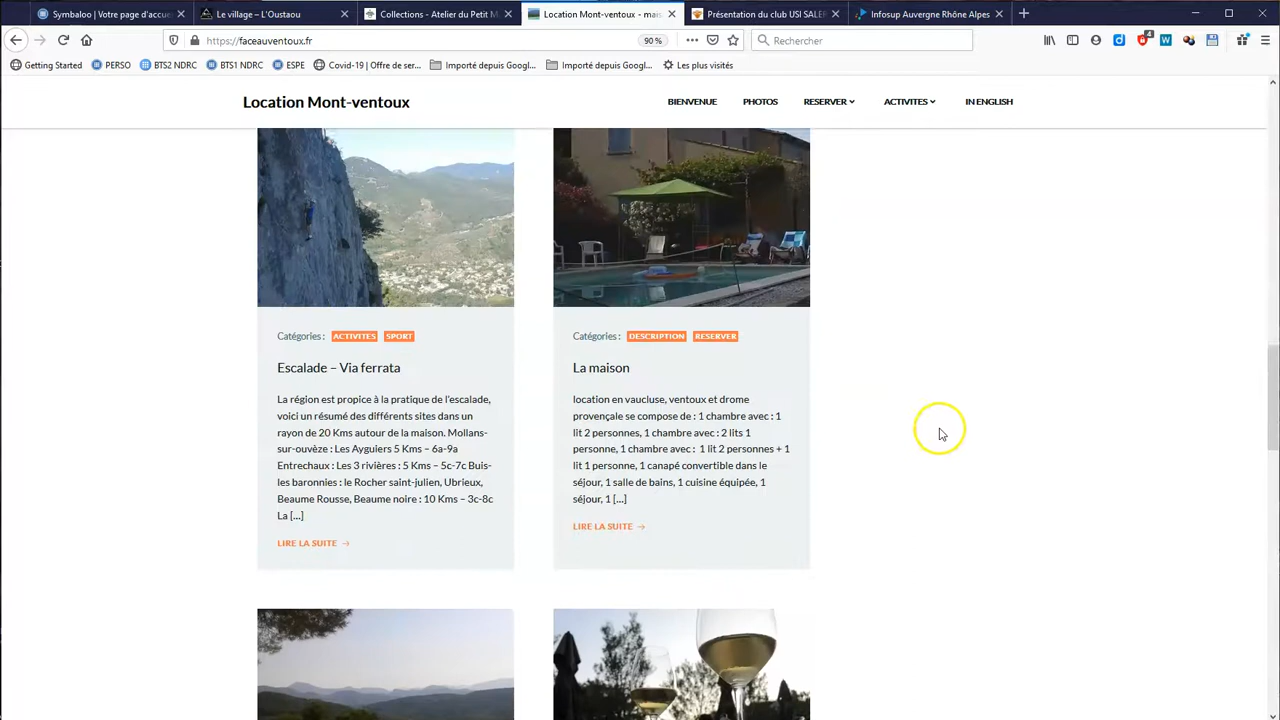 Symbaloo | Votre page d'accue
Le village – L'Oustaou
Collections - Atelier du Petit M
Location Mont-ventoux - mais
Présentation du club USI SALER
Infosup Auvergne Rhône Alpes
https://faceauventoux.fr
90 %
Rechercher
4
Getting Started
PERSO
BTS2 NDRC
BTS1 NDRC
ESPE
Covid-19 | Offre de ser...
Importé depuis Googl...
Importé depuis Googl...
Les plus visités
Location Mont-ventoux
BIENVENUE
PHOTOS
RESERVER
ACTIVITES
IN ENGLISH
Catégories : ACTIVITES SPORT
Escalade – Via ferrata
La région est propice à la pratique de l'escalade,
voici un résumé des différents sites dans un
rayon de 20 Kms autour de la maison. Mollans-
sur-ouvèze : Les Ayguiers 5 Kms – 6a-9a
Entrechaux : Les 3 rivières : 5 Kms – 5c-7c Buis-
les baronnies : le Rocher saint-julien, Ubrieux,
Beaume Rousse, Beaume noire : 10 Kms – 3c-8c
La [...]
LIRE LA SUITE →
Catégories : DESCRIPTION RESERVER
La maison
location en vaucluse, ventoux et drome
provençale se compose de : 1 chambre avec : 1
lit 2 personnes, 1 chambre avec : 2 lits 1
personne, 1 chambre avec : 1 lit 2 personnes + 1
lit 1 personne, 1 canapé convertible dans le
séjour, 1 salle de bains, 1 cuisine équipée, 1
séjour, 1 [...]
LIRE LA SUITE →